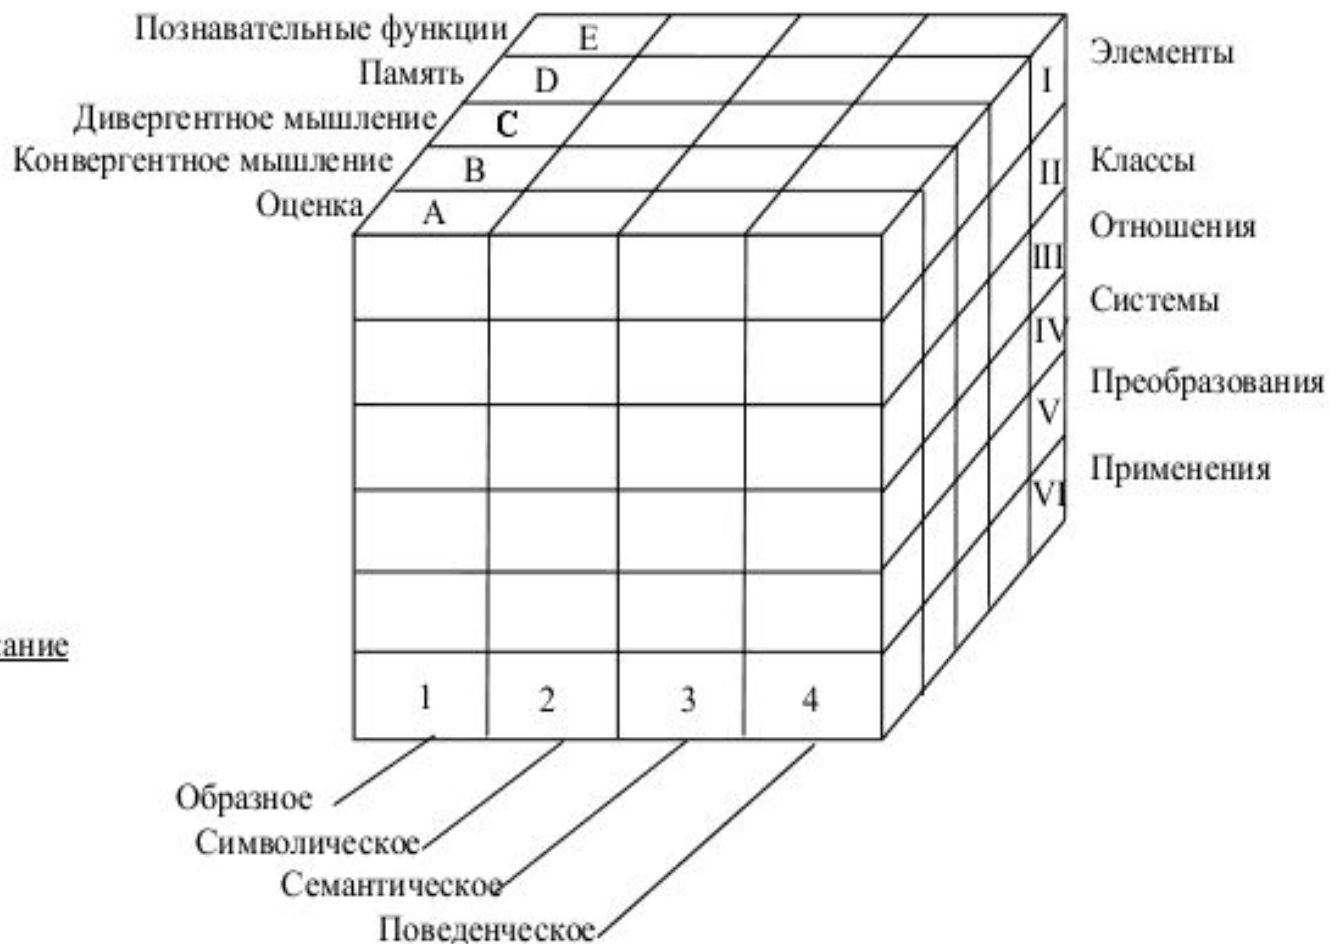 Познавательные функции
Память
Дивергентное мышление
Конвергентное мышление
Оценка
E
D
C
B
A
I
II
III
IV
V
VI
Элементы
Классы
Отношения
Системы
Преобразования
Применения
1 2 3 4
Образное
Символическое
Семантическое
Поведенческое